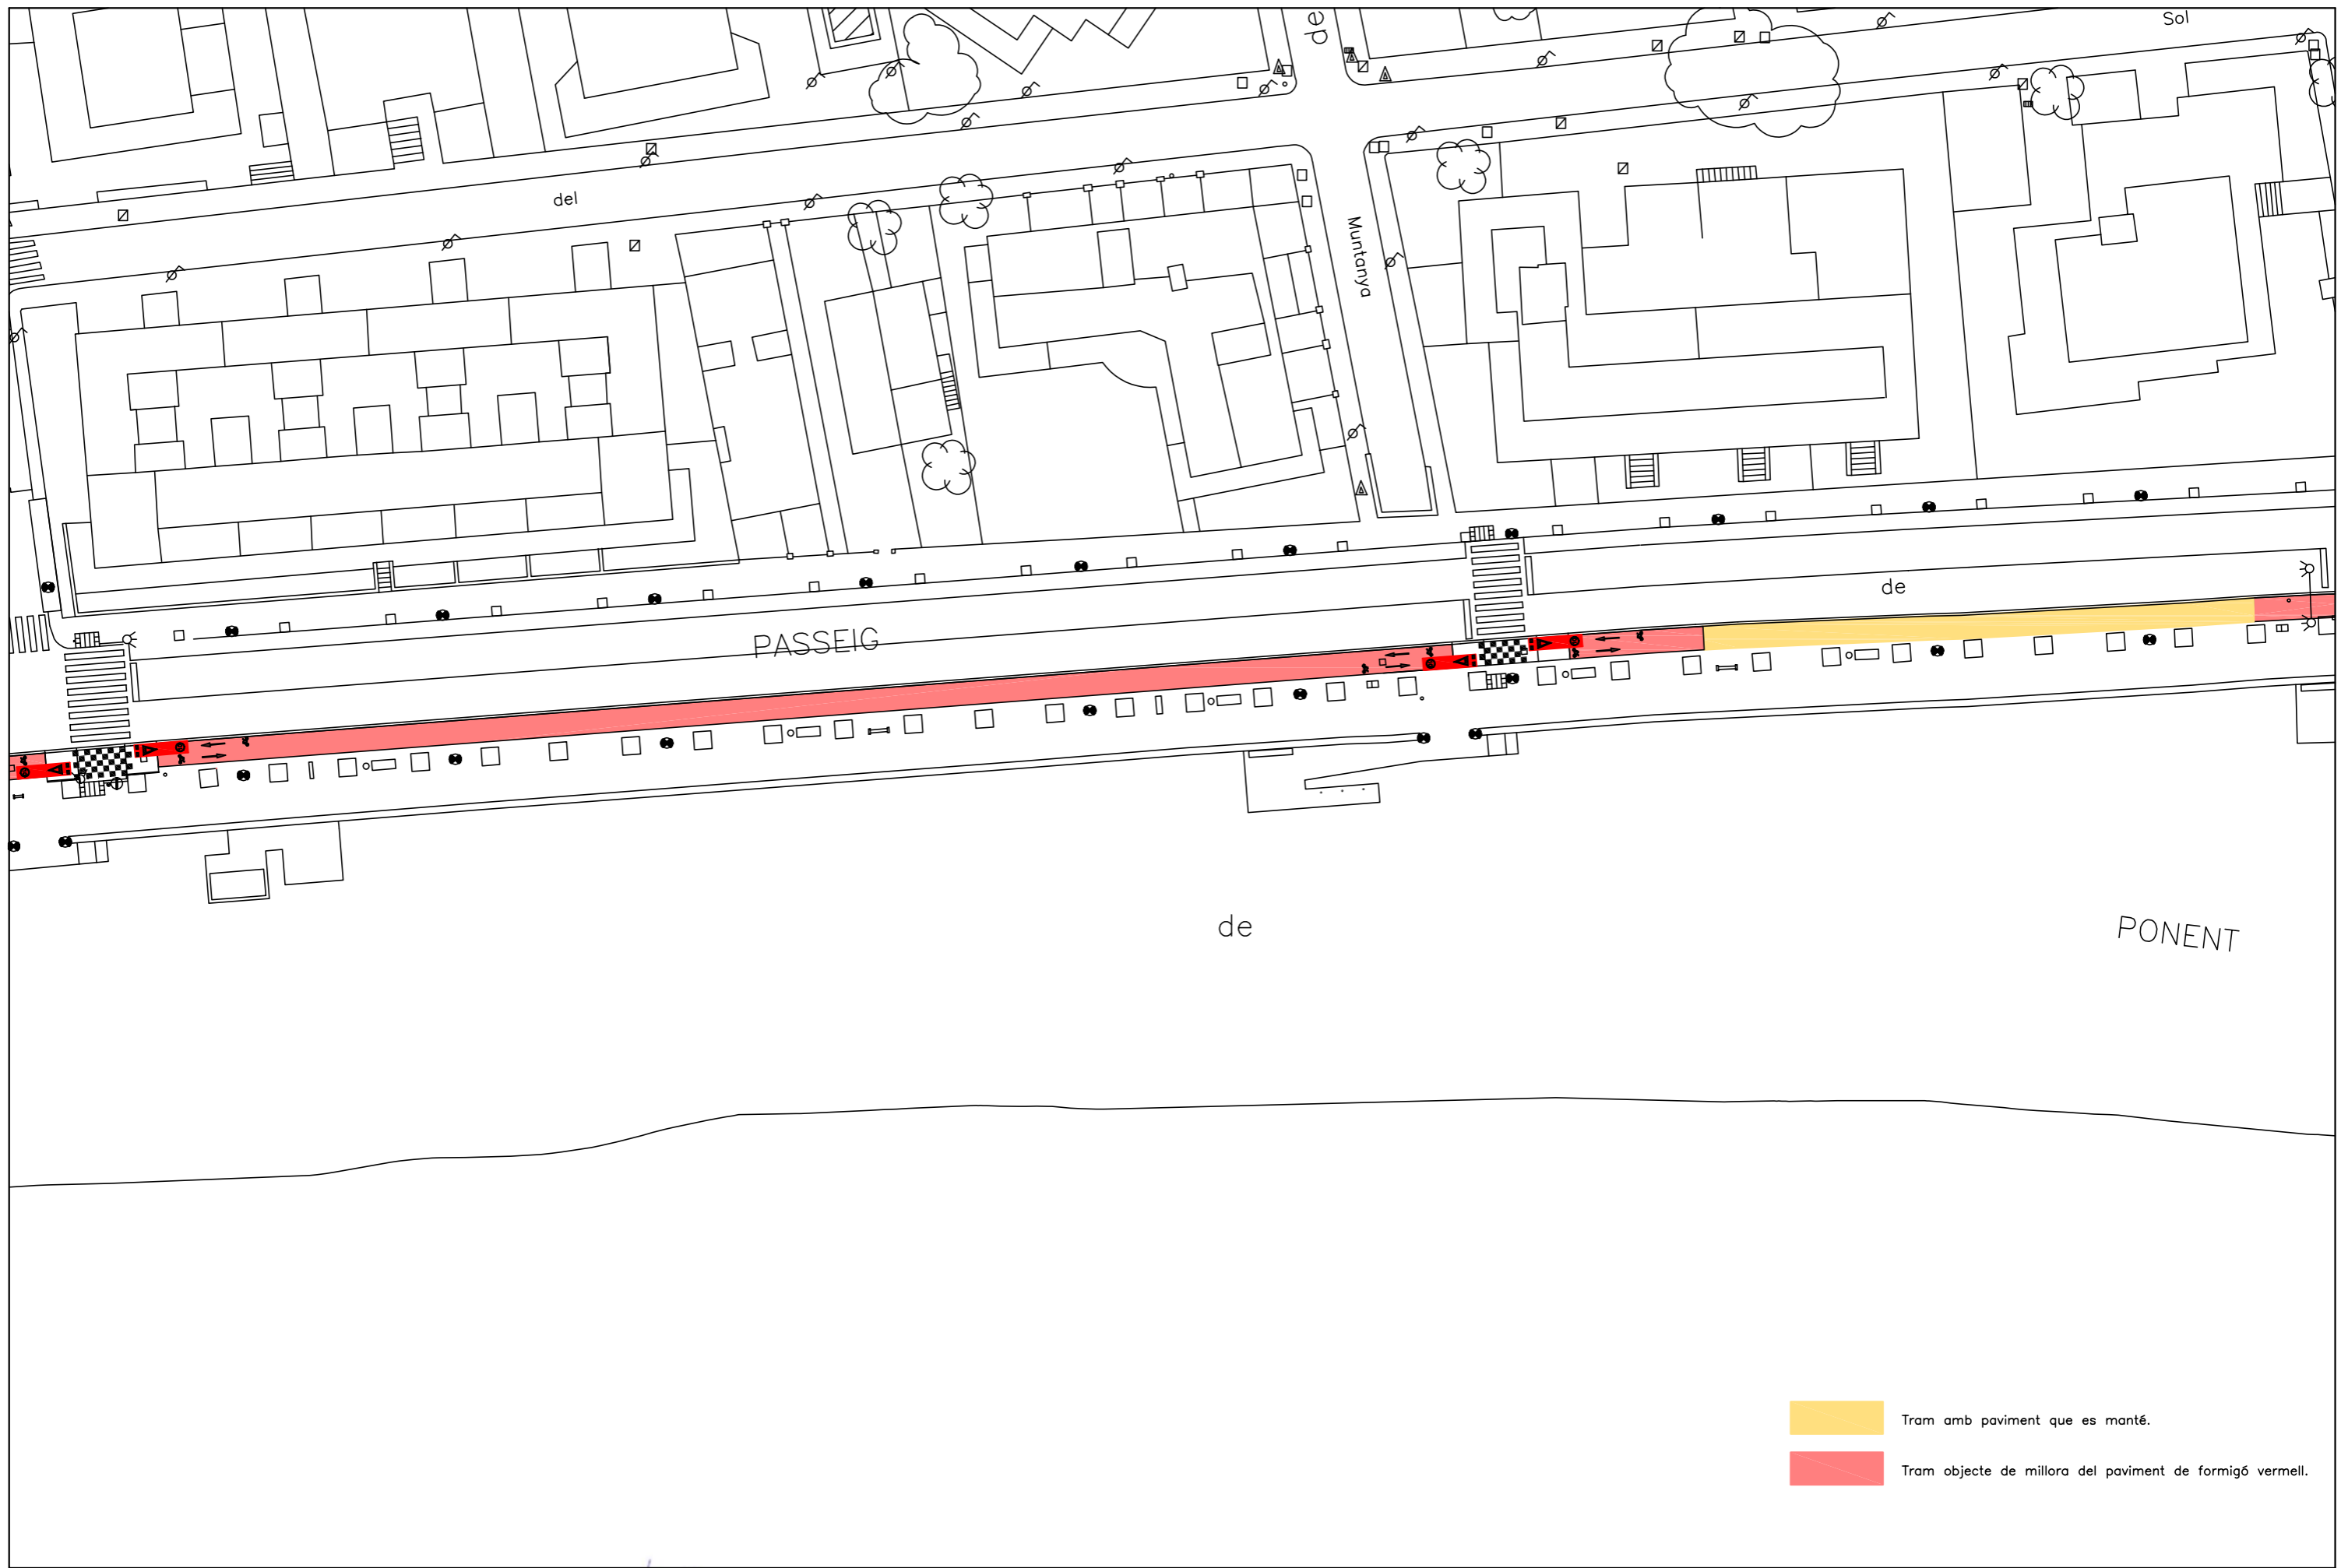 de
Sol
del
Muntanya
de
PASSEIG
de
PONENT
Tram amb paviment que es manté.
Tram objecte de millora del paviment de formigó vermell.